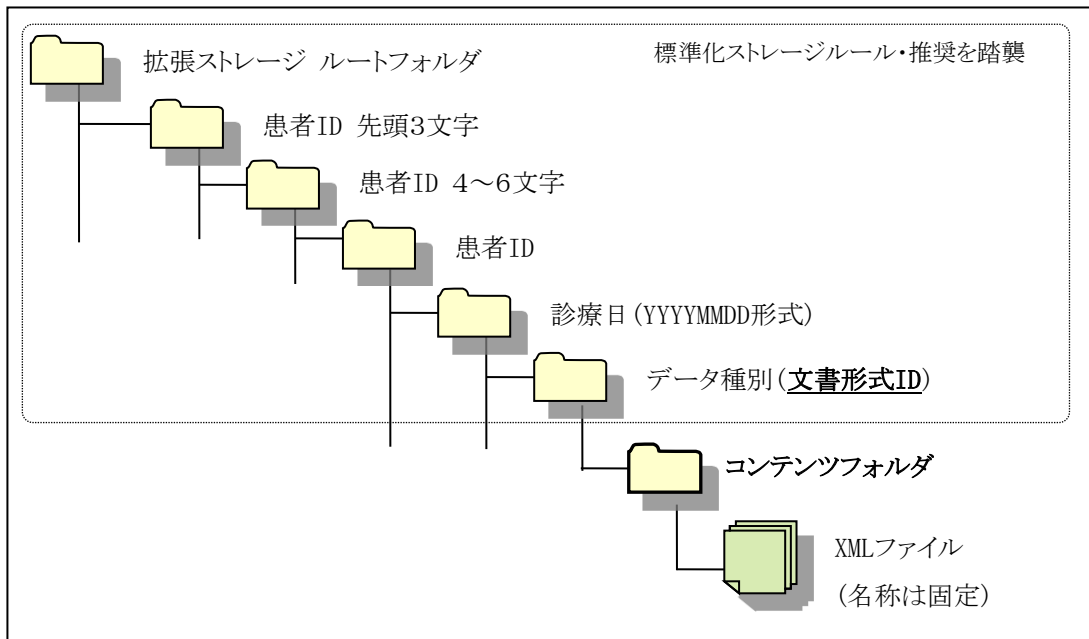 標準化ストレージルール・推奨を踏襲
拡張ストレージ ルートフォルダ
患者ID 先頭3文字
患者ID 4～6文字
患者ID
診療日(YYYYMMDD形式)
データ種別(文書形式ID)
コンテンツフォルダ
XMLファイル
(名称は固定)